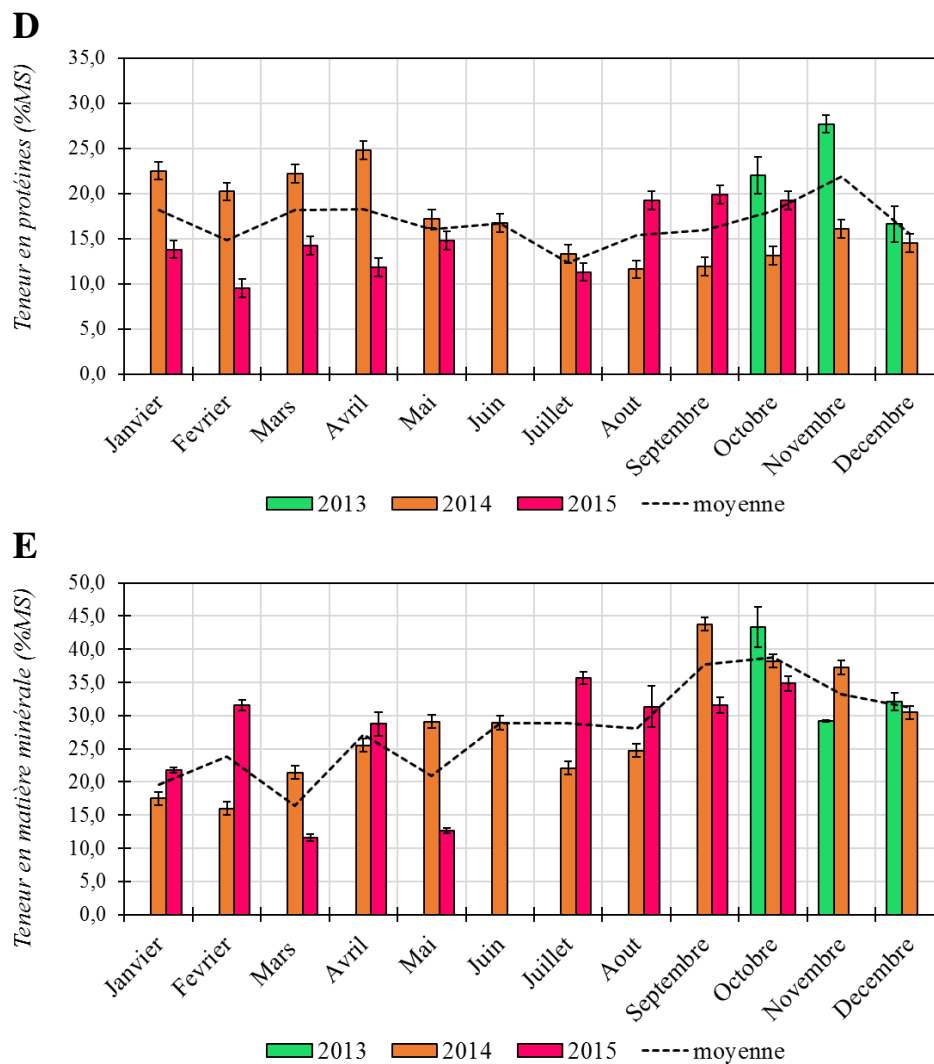 D
Teneur en protéines (%MS)
35,0
30,0
25,0
20,0
15,0
10,0
5,0
0,0
Janvier
Fevrier
Mars
Avril
Mai
Juin
Juillet
Aout
Septembre
Octobre
Novembre
Decembre
2013 2014 2015 moyenne
E
Teneur en matière minérale (%MS)
50,0
45,0
40,0
35,0
30,0
25,0
20,0
15,0
10,0
5,0
0,0
Janvier
Fevrier
Mars
Avril
Mai
Juin
Juillet
Aout
Septembre
Octobre
Novembre
Decembre
2013 2014 2015 moyenne